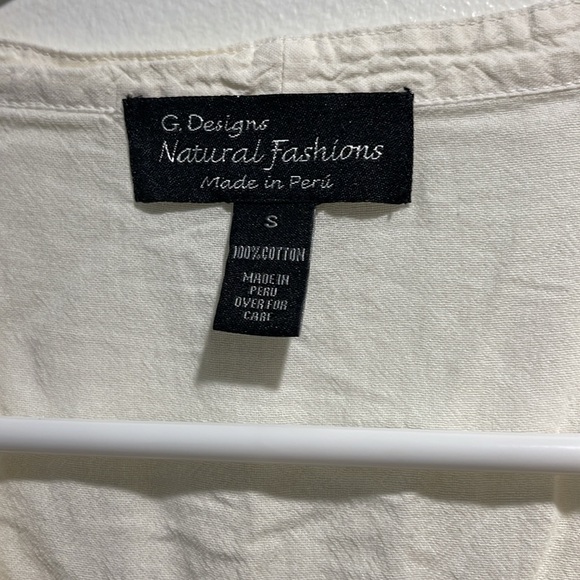 G. Designs
Natural Fashions
Made in Perú
S
100% COTTON
MADE IN
PERU
OVER FOR
CARE